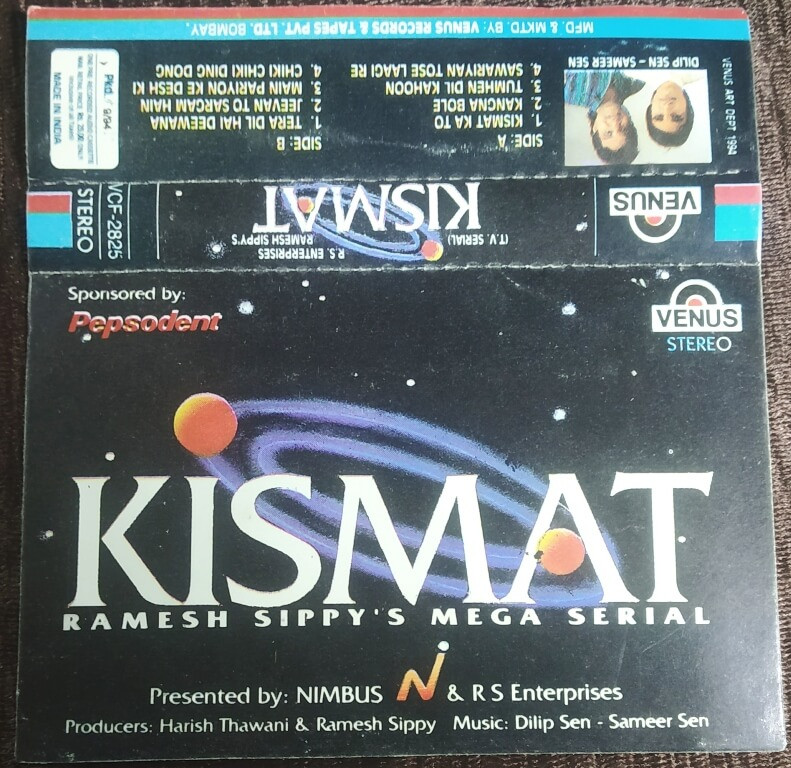 MFD. & MKTD. BY: VENUS RECORDS & TAPES PVT. LTD. BOMBAY.
VENUS ART DEPT 1994
DILIP SEN - SAMEER SEN
SIDE: A
1. KISMAT KA TO
2. KANCHA BOLE
3. TUMHEN DIL KAHOON
4. SAWARIYAN TOSE LAAGI RE
SIDE: B
1. TERA DIL HAI DEEWANA
2. JEEVAN TO SARGAM HAIN
3. MAIN PARIYON KE DESH KI
4. CHIKI CHIKI DING DONG
Pkd. 9/94
MADE IN INDIA
VENUS
R.S. ENTERPRISES
RAMESH SIPPY'S
KISMAT
(T.V. SERIAL)
VCF-2825
STEREO
Sponsored by:
Pepsodent
VENUS
STEREO
KISMAT
RAMESH SIPPY'S MEGA SERIAL
Presented by: NIMBUS N & R S Enterprises
Producers: Harish Thawani & Ramesh Sippy Music: Dilip Sen - Sameer Sen